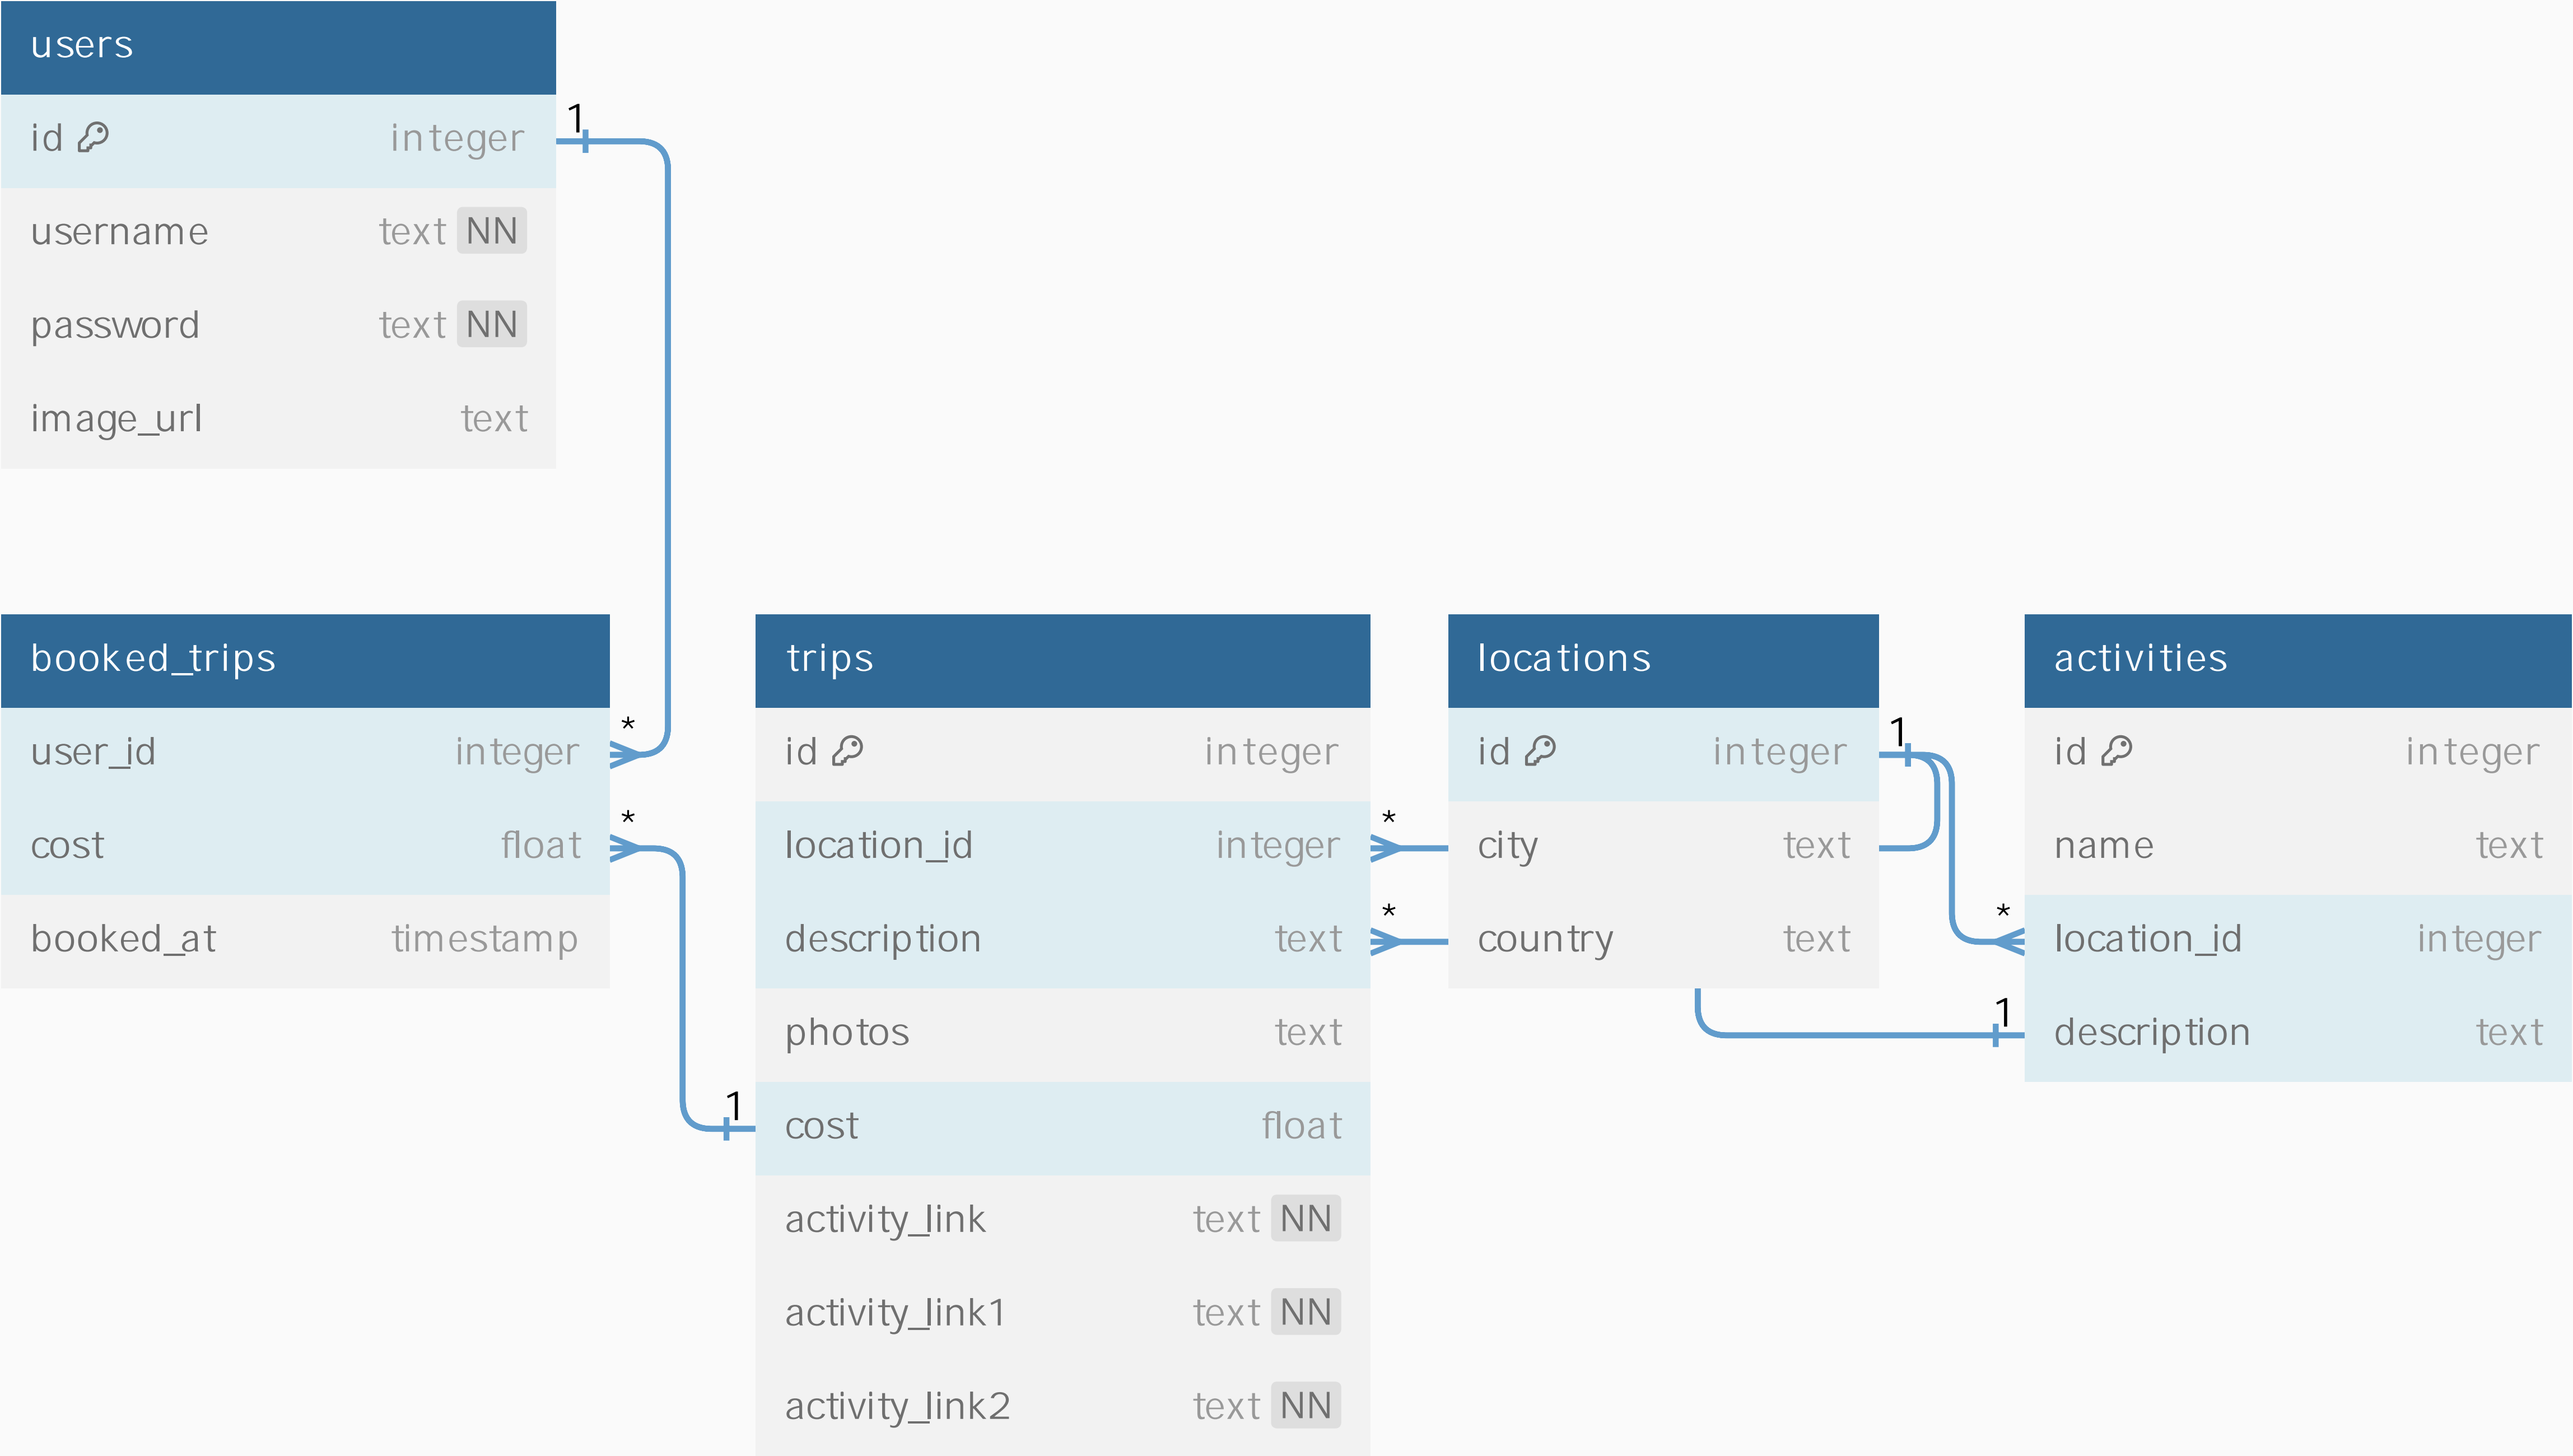 users
id integer
username text NN
password text NN
image_url text
1
booked_trips
user_id integer
cost float
booked_at timestamp
*
*
trips
id integer
location_id integer
description text
photos text
cost float
activity_link text NN
activity_link1 text NN
activity_link2 text NN
1
*
*
locations
id integer
city text
country text
1
activities
id integer
name text
location_id integer
description text
*
1